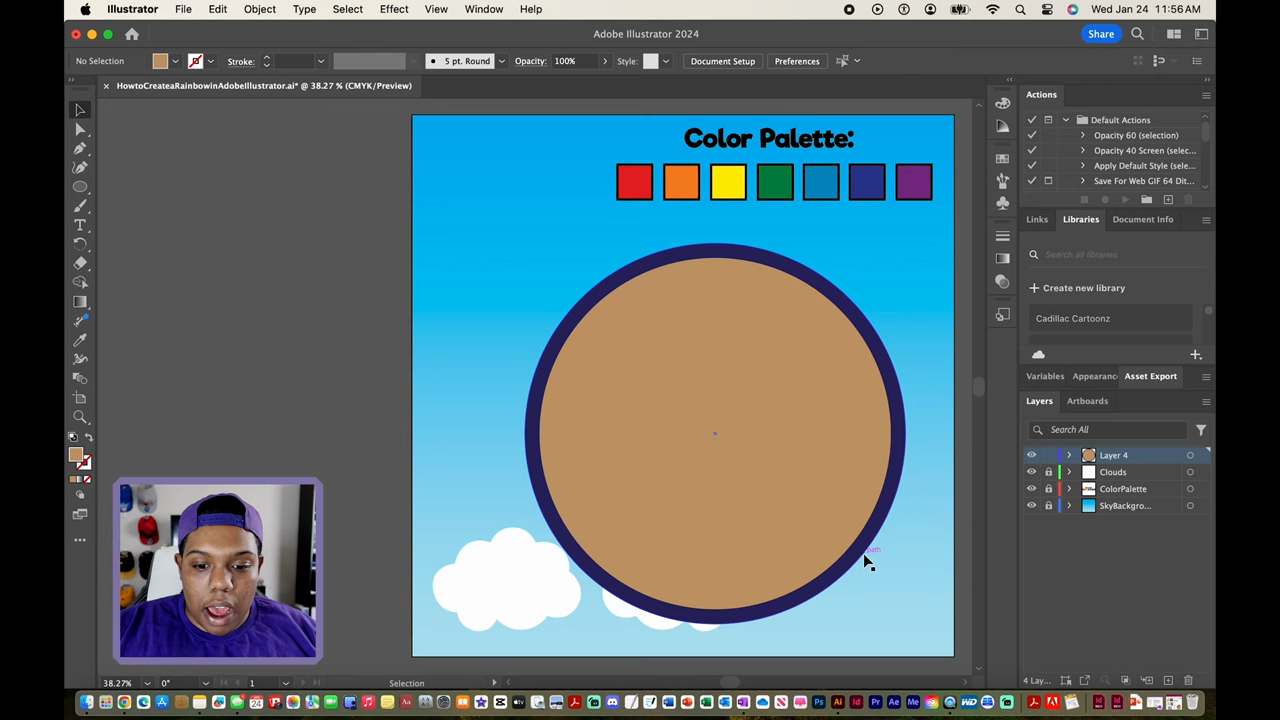 Illustrator File Edit Object Type Select Effect View Window Help Wed Jan 24 11:56AM
Adobe Illustrator 2024 Share
No Selection Stroke: 5 pt. Round Opacity: 100% Style: Document Setup Preferences
HowtoCreateaRainbowinAdobeIllustrator.ai* @ 38.27 % (CMYK/Preview)
Color Palette:
path
Actions
Default Actions
Opacity 60 (selection)
Opacity 40 Screen (selec...
Apply Default Style (sele...
Save For Web GIF 64 Dit...
Links Libraries Document Info
Search all libraries
Create new library
Cadillac Cartoonz
Variables Appearanc Asset Export
Layers Artboards
Search All
Layer 4
Clouds
ColorPalette
SkyBackgro...
38.27% 0° 1 Selection
4 Lay...